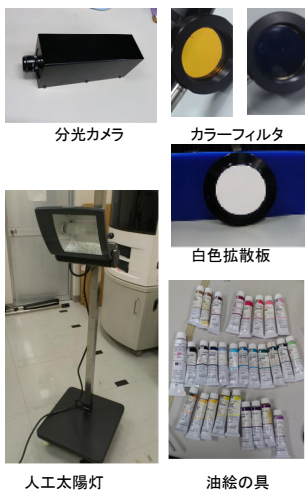 分光カメラ
カラーフィルタ
白色拡散板
人工太陽灯
油絵の具